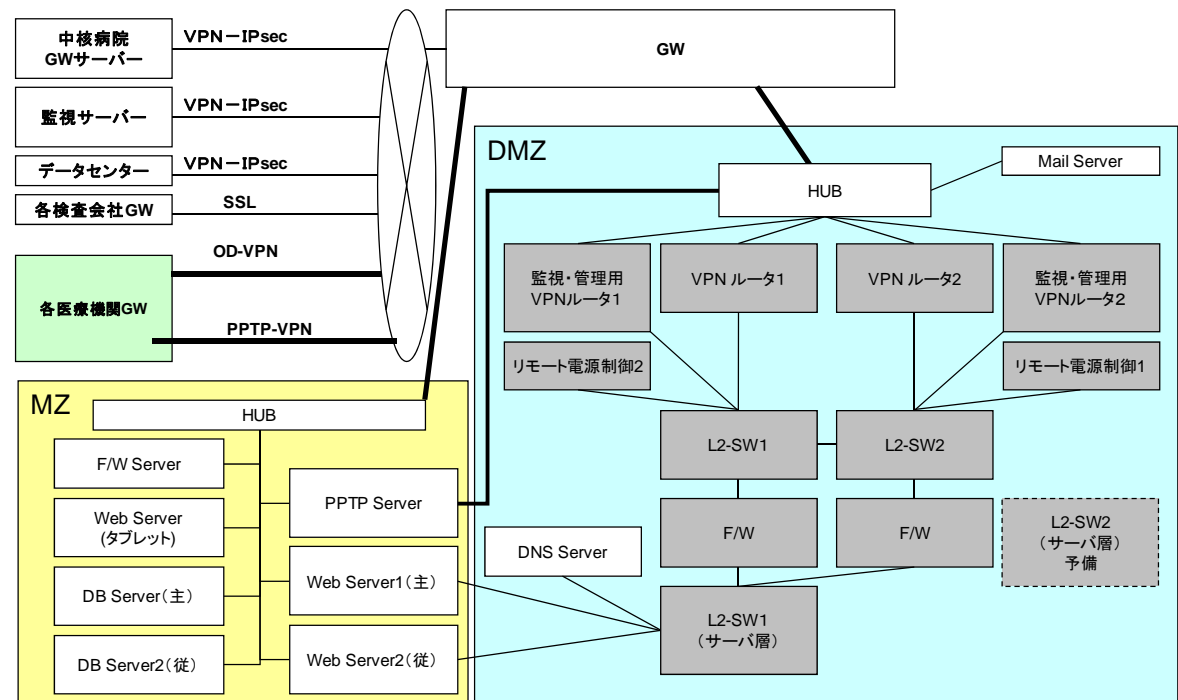 中核病院
GWサーバー
VPN－IPsec
GW
監視サーバー
VPN－IPsec
データセンター
VPN－IPsec
各検査会社GW
SSL
OD-VPN
各医療機関GW
PPTP-VPN
DMZ
HUB
Mail Server
監視・管理用
VPNルータ1
VPN ルータ1
VPN ルータ2
監視・管理用
VPNルータ2
リモート電源制御2
リモート電源制御1
L2-SW1
L2-SW2
F/W
F/W
L2-SW2
（サーバ層）
予備
DNS Server
L2-SW1
（サーバ層）
MZ
HUB
F/W Server
PPTP Server
Web Server
(タブレット)
Web Server1（主）
DB Server（主）
Web Server2（従）
DB Server2（従）